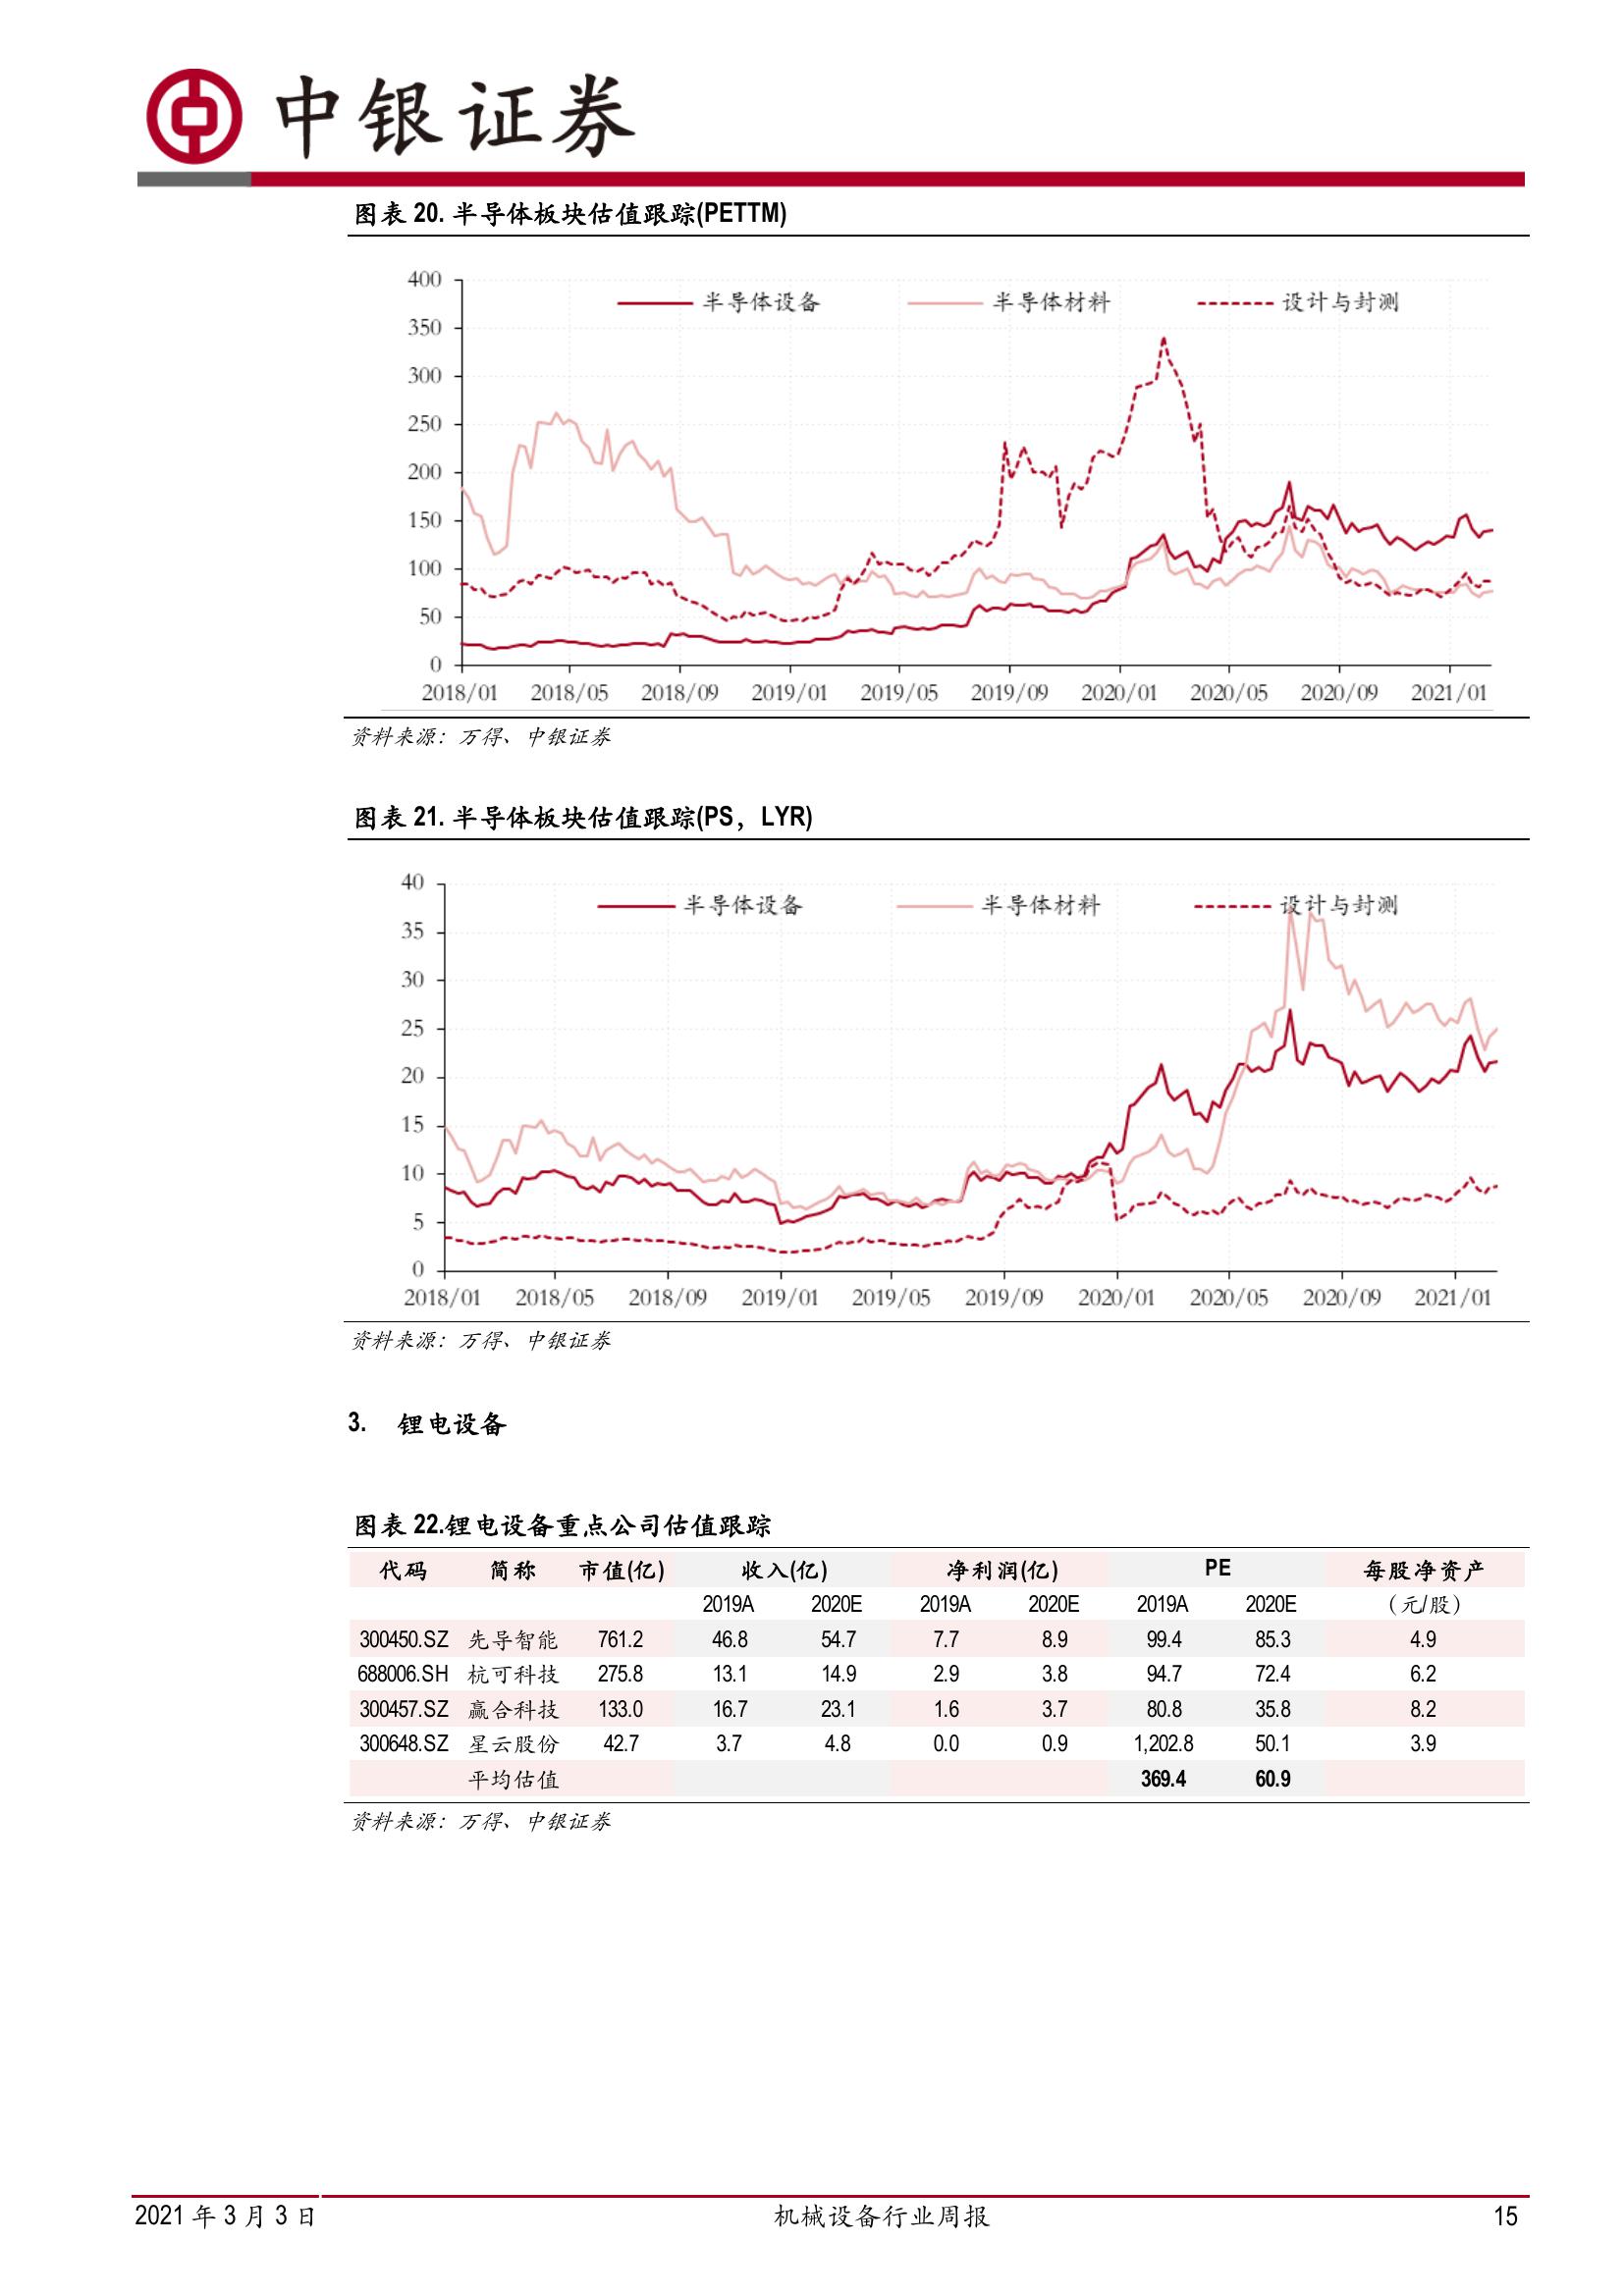 中银证券
图表 20. 半导体板块估值跟踪(PETTM)
半导体设备 半导体材料 设计与封测
400
350
300
250
200
150
100
50
0
2018/01 2018/05 2018/09 2019/01 2019/05 2019/09 2020/01 2020/05 2020/09 2021/01
资料来源：万得、中银证券
图表 21. 半导体板块估值跟踪(PS，LYR)
半导体设备 半导体材料 设计与封测
40
35
30
25
20
15
10
5
0
2018/01 2018/05 2018/09 2019/01 2019/05 2019/09 2020/01 2020/05 2020/09 2021/01
资料来源：万得、中银证券
3. 锂电设备
图表 22.锂电设备重点公司估值跟踪
代码 简称 市值(亿) 收入(亿) 净利润(亿) PE 每股净资产
2019A 2020E 2019A 2020E 2019A 2020E （元/股）
300450.SZ 先导智能 761.2 46.8 54.7 7.7 8.9 99.4 85.3 4.9
688006.SH 杭可科技 275.8 13.1 14.9 2.9 3.8 94.7 72.4 6.2
300457.SZ 赢合科技 133.0 16.7 23.1 1.6 3.7 80.8 35.8 8.2
300648.SZ 星云股份 42.7 3.7 4.8 0.0 0.9 1,202.8 50.1 3.9
平均估值 369.4 60.9
资料来源：万得、中银证券
2021 年 3 月 3 日 机械设备行业周报 15